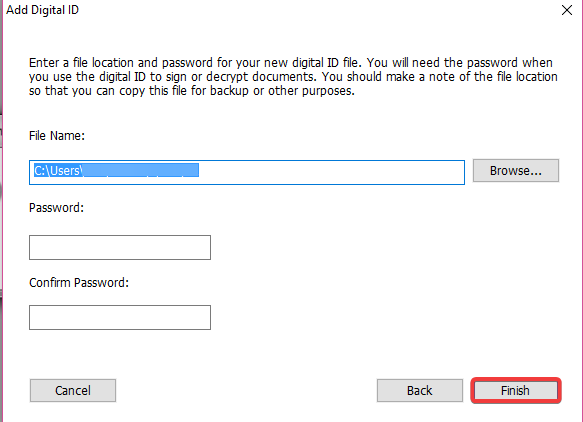 Add Digital ID
Enter a file location and password for your new digital ID file. You will need the password when
you use the digital ID to sign or decrypt documents. You should make a note of the file location
so that you can copy this file for backup or other purposes.
File Name:
C:\Users\
Browse...
Password:
Confirm Password:
Cancel
Back
Finish